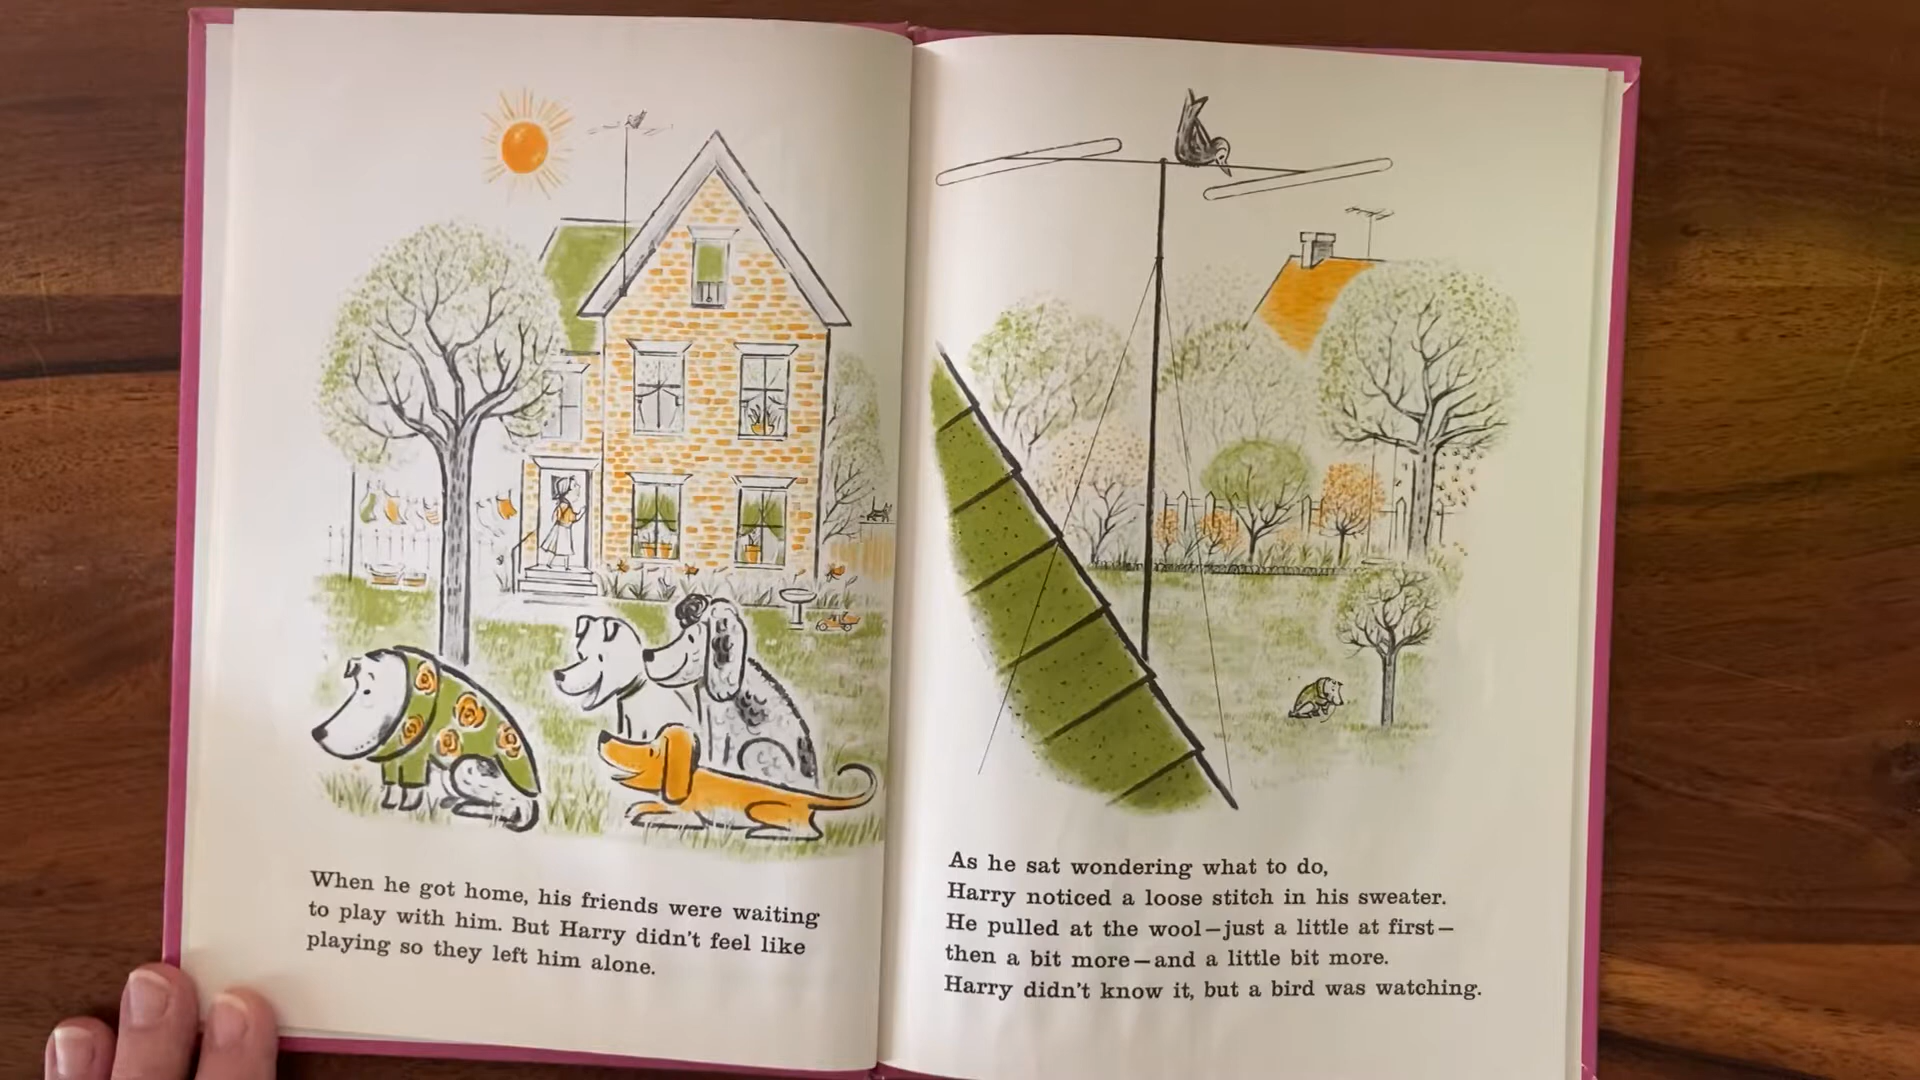 When he got home, his friends were waiting
to play with him. But Harry didn't feel like
playing so they left him alone.
As he sat wondering what to do,
Harry noticed a loose stitch in his sweater.
He pulled at the wool—just a little at first—
then a bit more—and a little bit more.
Harry didn't know it, but a bird was watching.